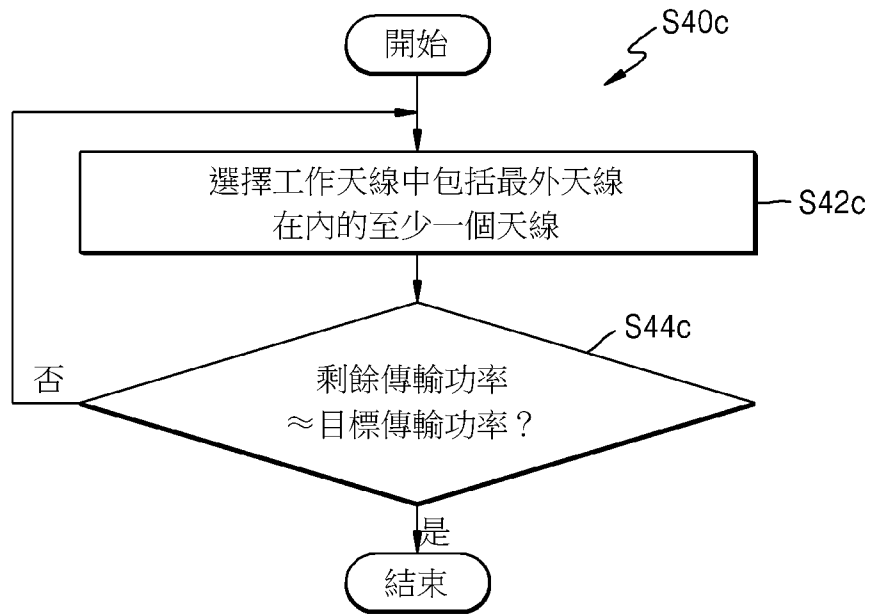 開始
S40c
選擇工作天線中包括最外天線
在內的至少一個天線
S42c
S44c
剩餘傳輸功率
≈目標傳輸功率？
否
是
結束